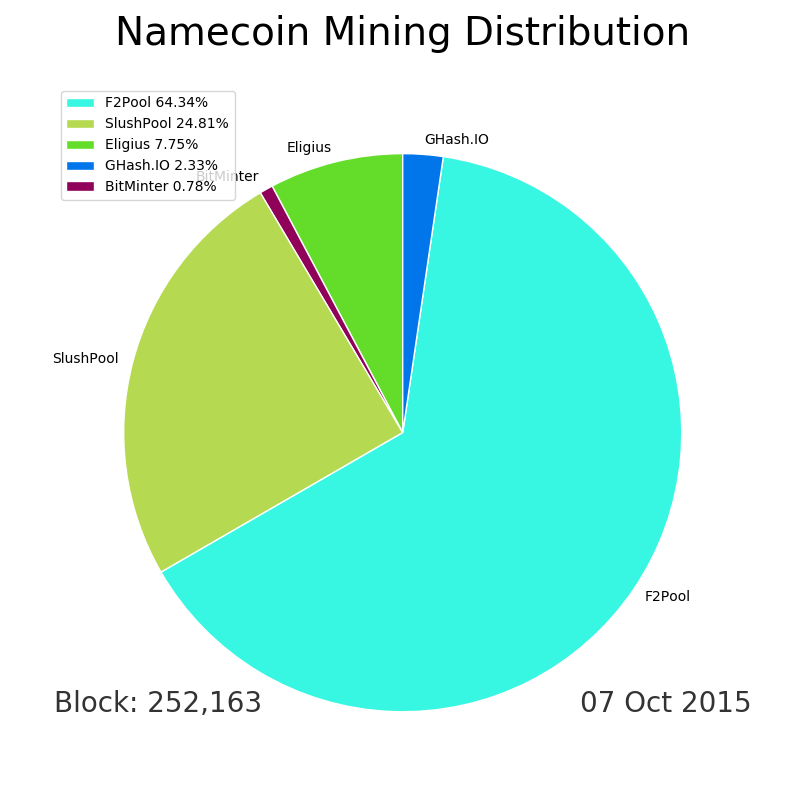 Namecoin Mining Distribution
F2Pool 64.34%
SlushPool 24.81%
Eligius 7.75%
GHash.IO 2.33%
BitMinter 0.78%
GHash.IO
Eligius
BitMinter
SlushPool
F2Pool
Block: 252,163
07 Oct 2015